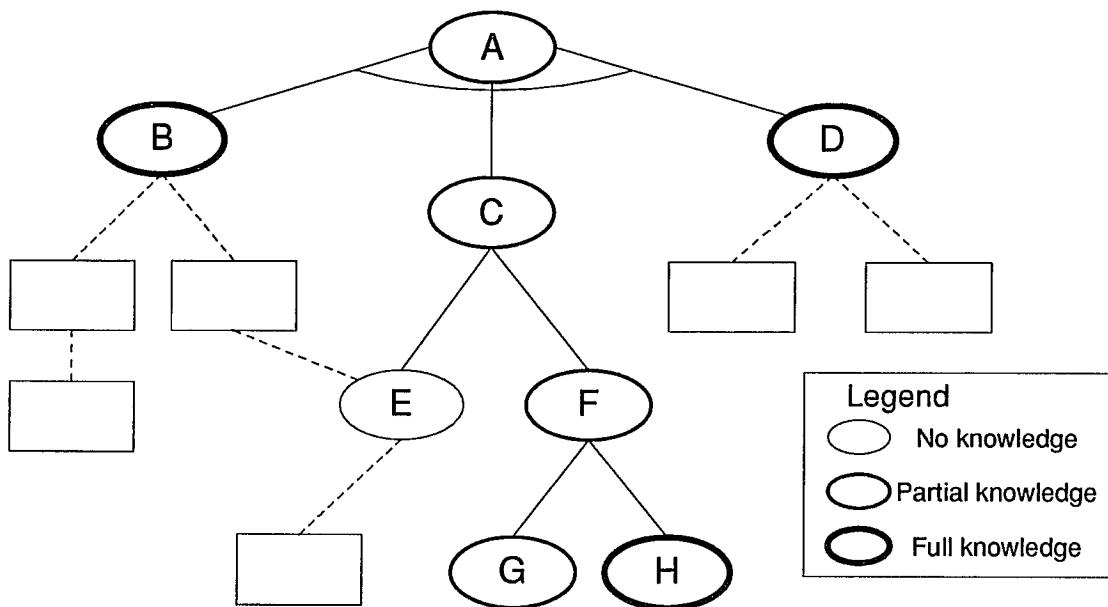 A
B
D
C
E
F
G
H
Legend
No knowledge
Partial knowledge
Full knowledge